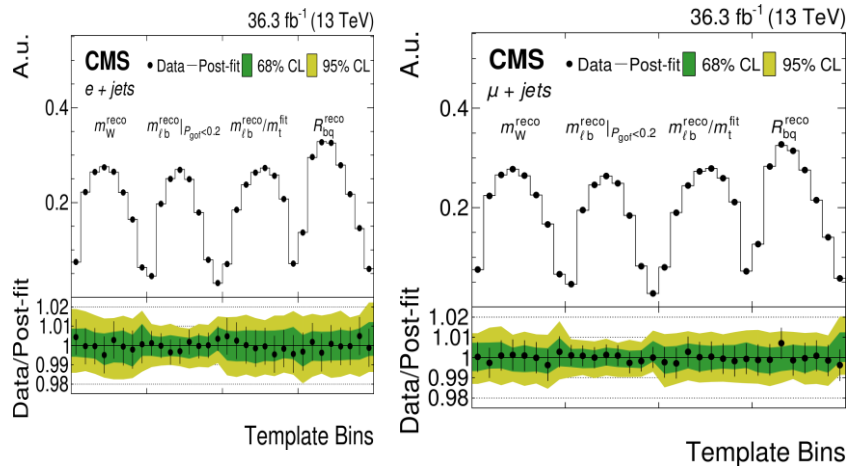 36.3 fb⁻¹ (13 TeV)
A.u.
CMS
e + jets
Data
Post-fit
68% CL
95% CL
m_W^reco
m_ℓb^reco|_P_gof<0.2
m_ℓb^reco/m_t^fit
R_bq^reco
0.4
0.2
Data/Post-fit
1.02
1.01
1
0.99
0.98
Template Bins
36.3 fb⁻¹ (13 TeV)
A.u.
CMS
μ + jets
Data
Post-fit
68% CL
95% CL
m_W^reco
m_ℓb^reco|_P_gof<0.2
m_ℓb^reco/m_t^fit
R_bq^reco
0.4
0.2
Data/Post-fit
1.02
1.01
1
0.99
0.98
Template Bins